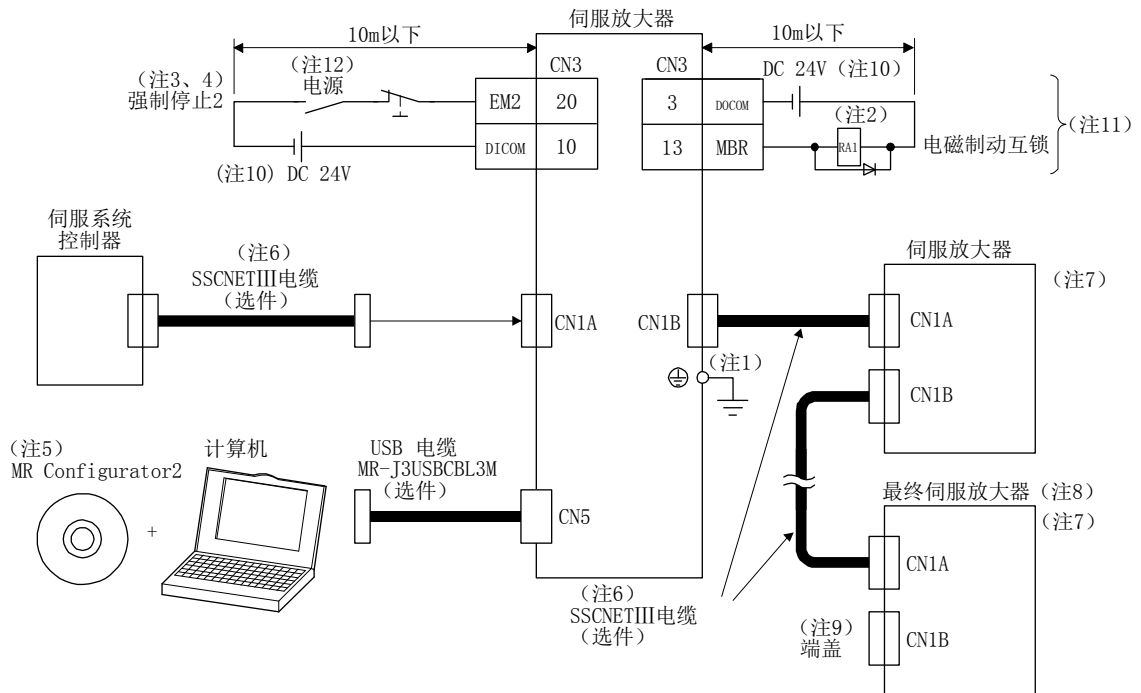 伺服放大器
10m以下
10m以下
(注3、4)
强制停止2
(注12)
电源
CN3
CN3
DC 24V (注10)
EM2
20
3
DOCOM
(注2)
DICOM
10
13
MBR
RA1
电磁制动互锁
(注11)
(注10) DC 24V
伺服系统
控制器
(注6)
SSCNETⅢ电缆
(选件)
伺服放大器
(注7)
CN1A
CN1B
CN1A
(注1)
CN1B
(注5)
MR Configurator2
计算机
USB 电缆
MR-J3USBCBL3M
(选件)
+
CN5
最终伺服放大器(注8)
(注7)
CN1A
(注6)
SSCNETⅢ电缆
(选件)
(注9)
端盖
CN1B